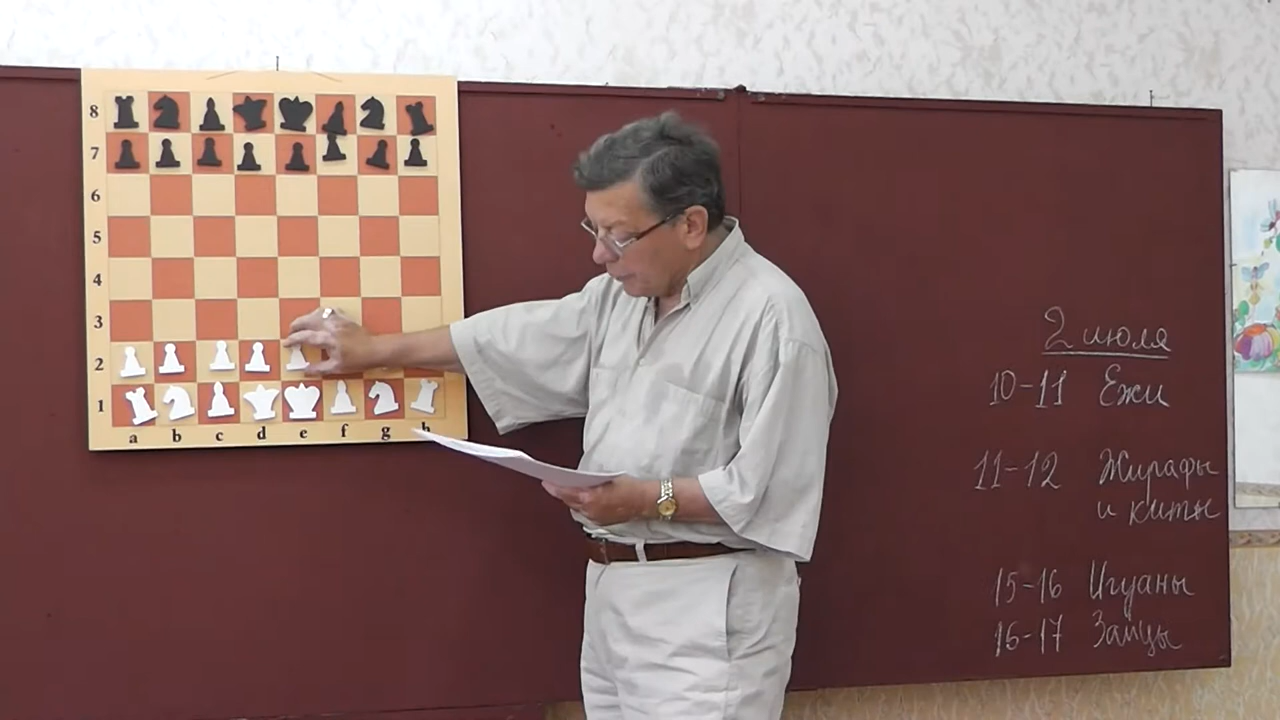 8
7
6
5
4
3
2
1
a b c d e f g h
2 июля
10-11 Ежи
11-12 Жирафы
и киты
15-16 Игуаны
16-17 Зайцы